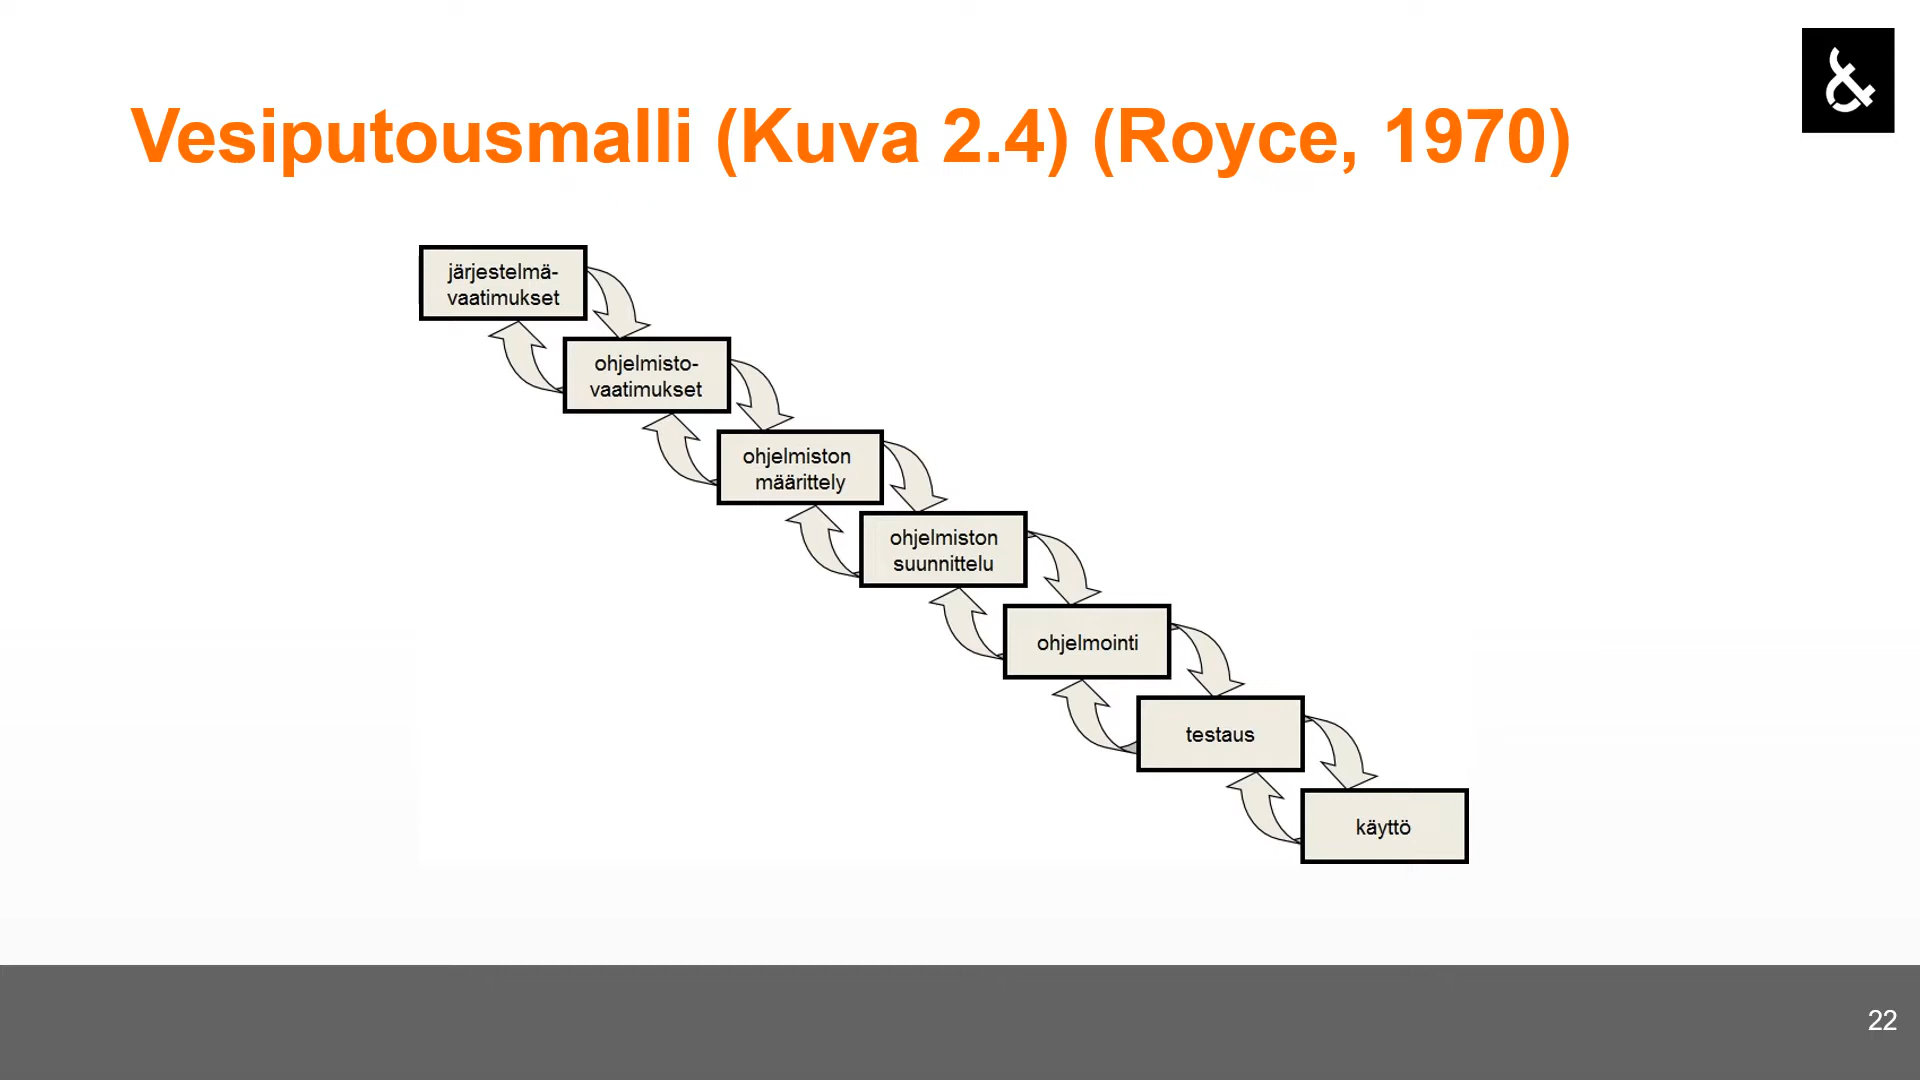 &
Vesiputousmalli (Kuva 2.4) (Royce, 1970)
järjestelmä-
vaatimukset
ohjelmisto-
vaatimukset
ohjelmiston
määrittely
ohjelmiston
suunnittelu
ohjelmointi
testaus
käyttö
22